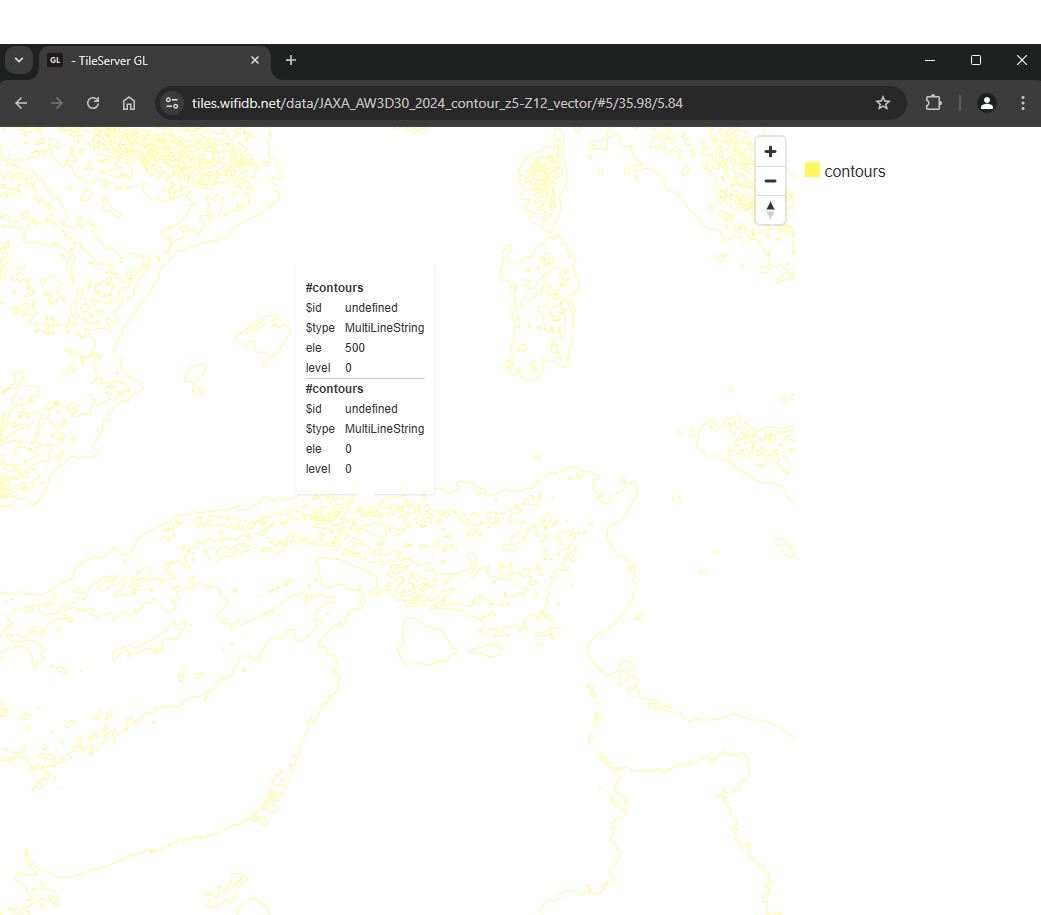 GL - TileServer GL
tiles.wifidb.net/data/JAXA_AW3D30_2024_contour_z5-Z12_vector/#5/35.98/5.84
contours
#contours
$id undefined
$type MultiLineString
ele 500
level 0
#contours
$id undefined
$type MultiLineString
ele 0
level 0